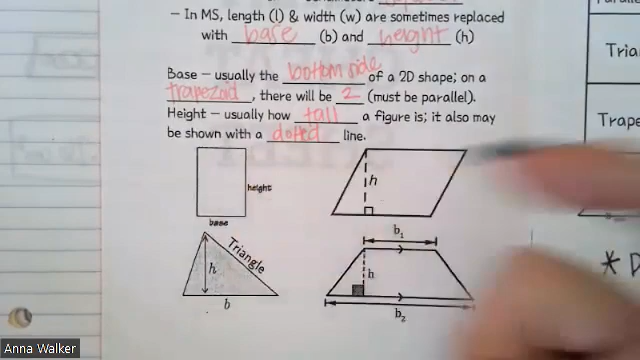 - In MS, length (l) & width (w) are sometimes replaced
with base (b) and height (h)
Base - usually the bottom side of a 2D shape; on a
trapezoid, there will be 2 (must be parallel).
Height - usually how tall a figure is; it also may
be shown with a dotted line.
height
base
h
Triangle
h
b
b₁
h
b₂
Tria
Trape
* D
Anna Walker